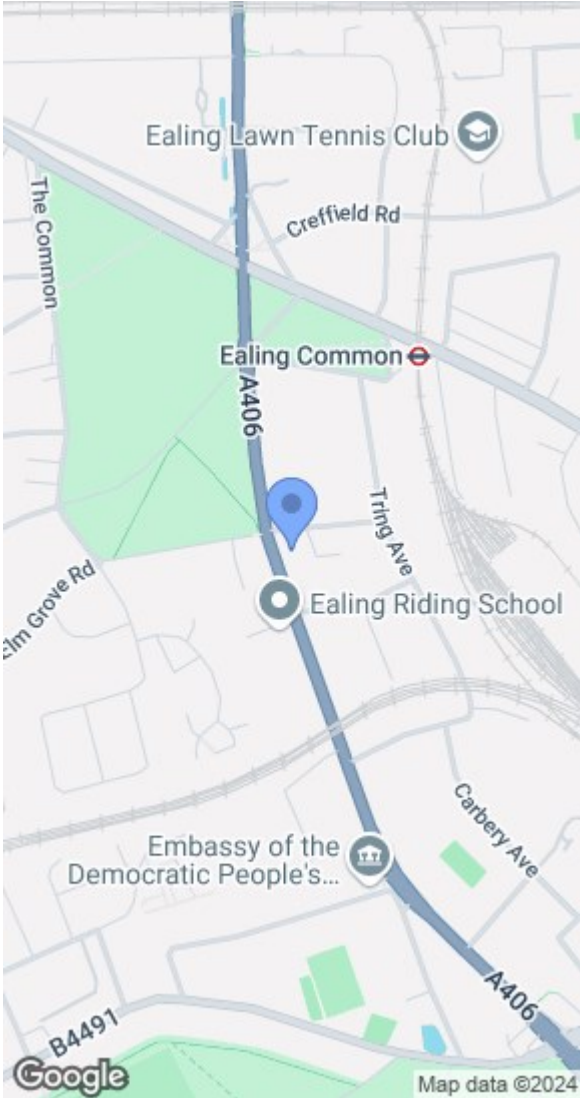 Ealing Lawn Tennis Club
The Common
Creffield Rd
Ealing Common
A406
Tring Ave
Elm Grove Rd
Ealing Riding School
Carbery Ave
Embassy of the
Democratic People's...
A406
B4491
Google
Map data ©2024